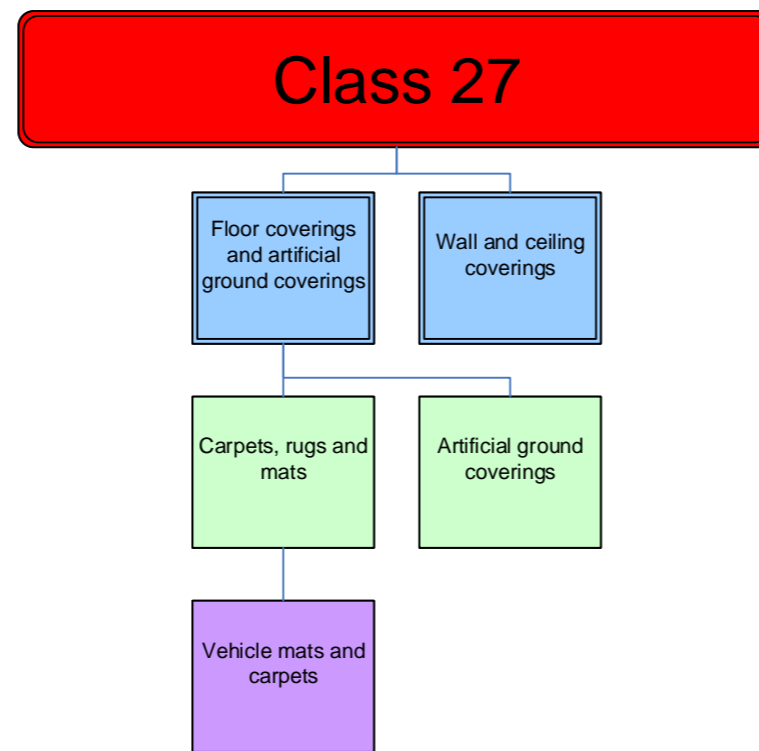 Class 27
Floor coverings
and artificial
ground coverings
Wall and ceiling
coverings
Carpets, rugs and
mats
Artificial ground
coverings
Vehicle mats and
carpets